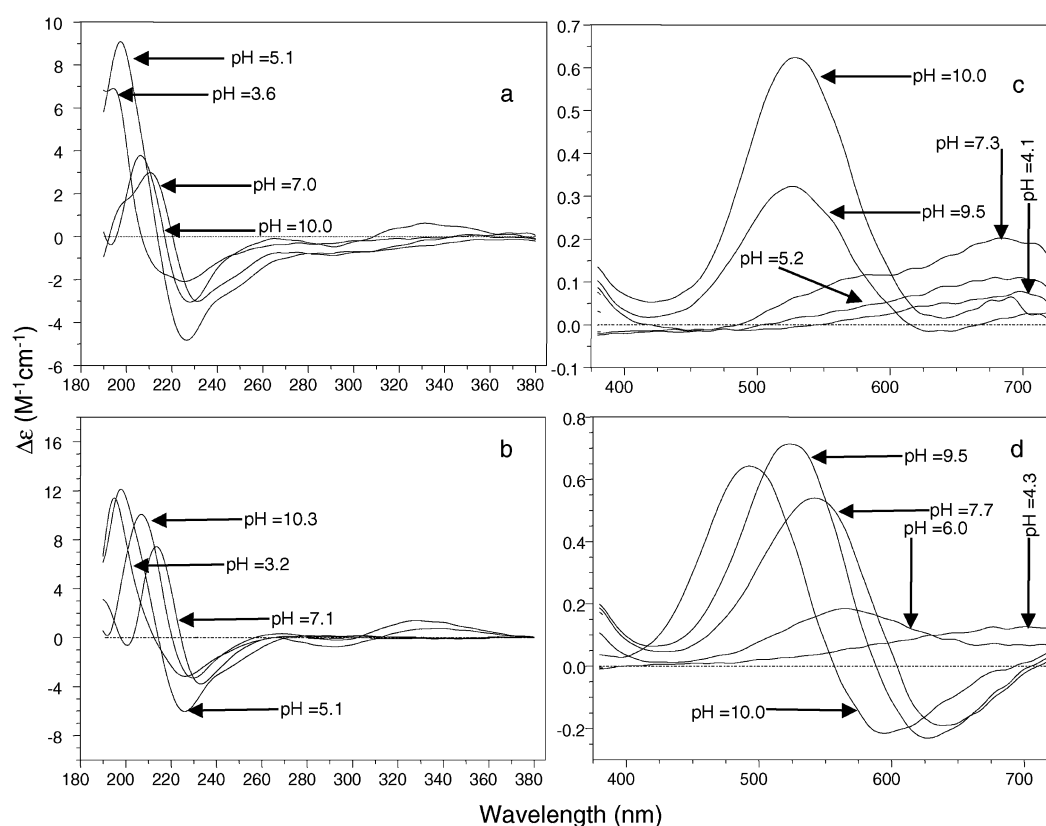 10
8
6
4
2
0
-2
-4
-6
180 200 220 240 260 280 300 320 340 360 380
pH =5.1
pH =3.6
pH =7.0
pH =10.0
a
0.7
0.6
0.5
0.4
0.3
0.2
0.1
0.0
-0.1
400 500 600 700
c
pH =10.0
pH =7.3
pH =4.1
pH =9.5
pH =5.2
Δε (M-1cm-1)
16
12
8
4
0
-4
-8
180 200 220 240 260 280 300 320 340 360 380
b
pH =10.3
pH =3.2
pH =7.1
pH =5.1
0.8
0.6
0.4
0.2
0.0
-0.2
400 500 600 700
d
pH =9.5
pH =4.3
pH =7.7
pH =6.0
pH =10.0
Wavelength (nm)